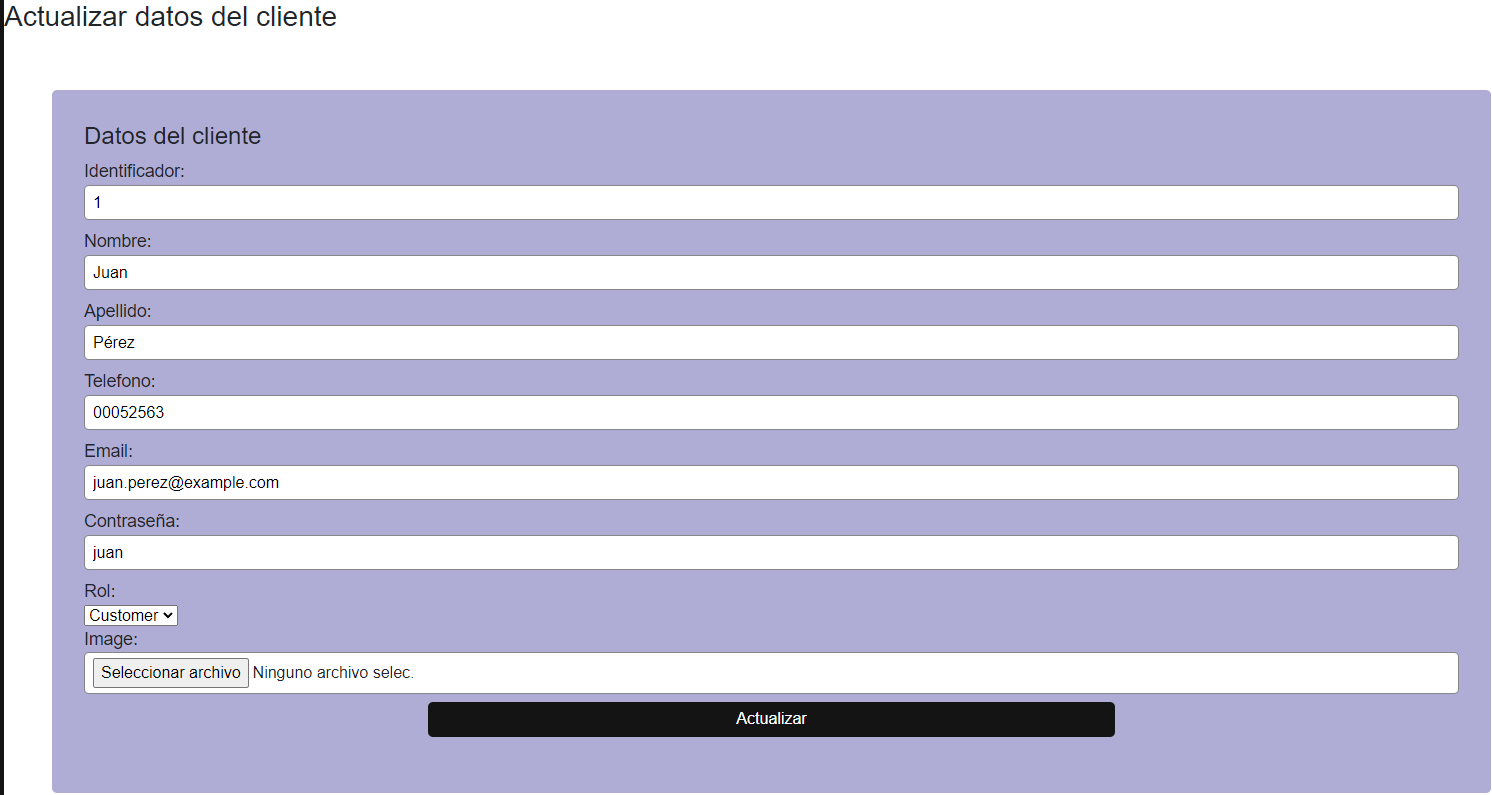 Actualizar datos del cliente
Datos del cliente
Identificador:
1
Nombre:
Juan
Apellido:
Pérez
Telefono:
00052563
Email:
juan.perez@example.com
Contraseña:
juan
Rol:
Customer
Image:
Seleccionar archivo Ninguno archivo selec.
Actualizar